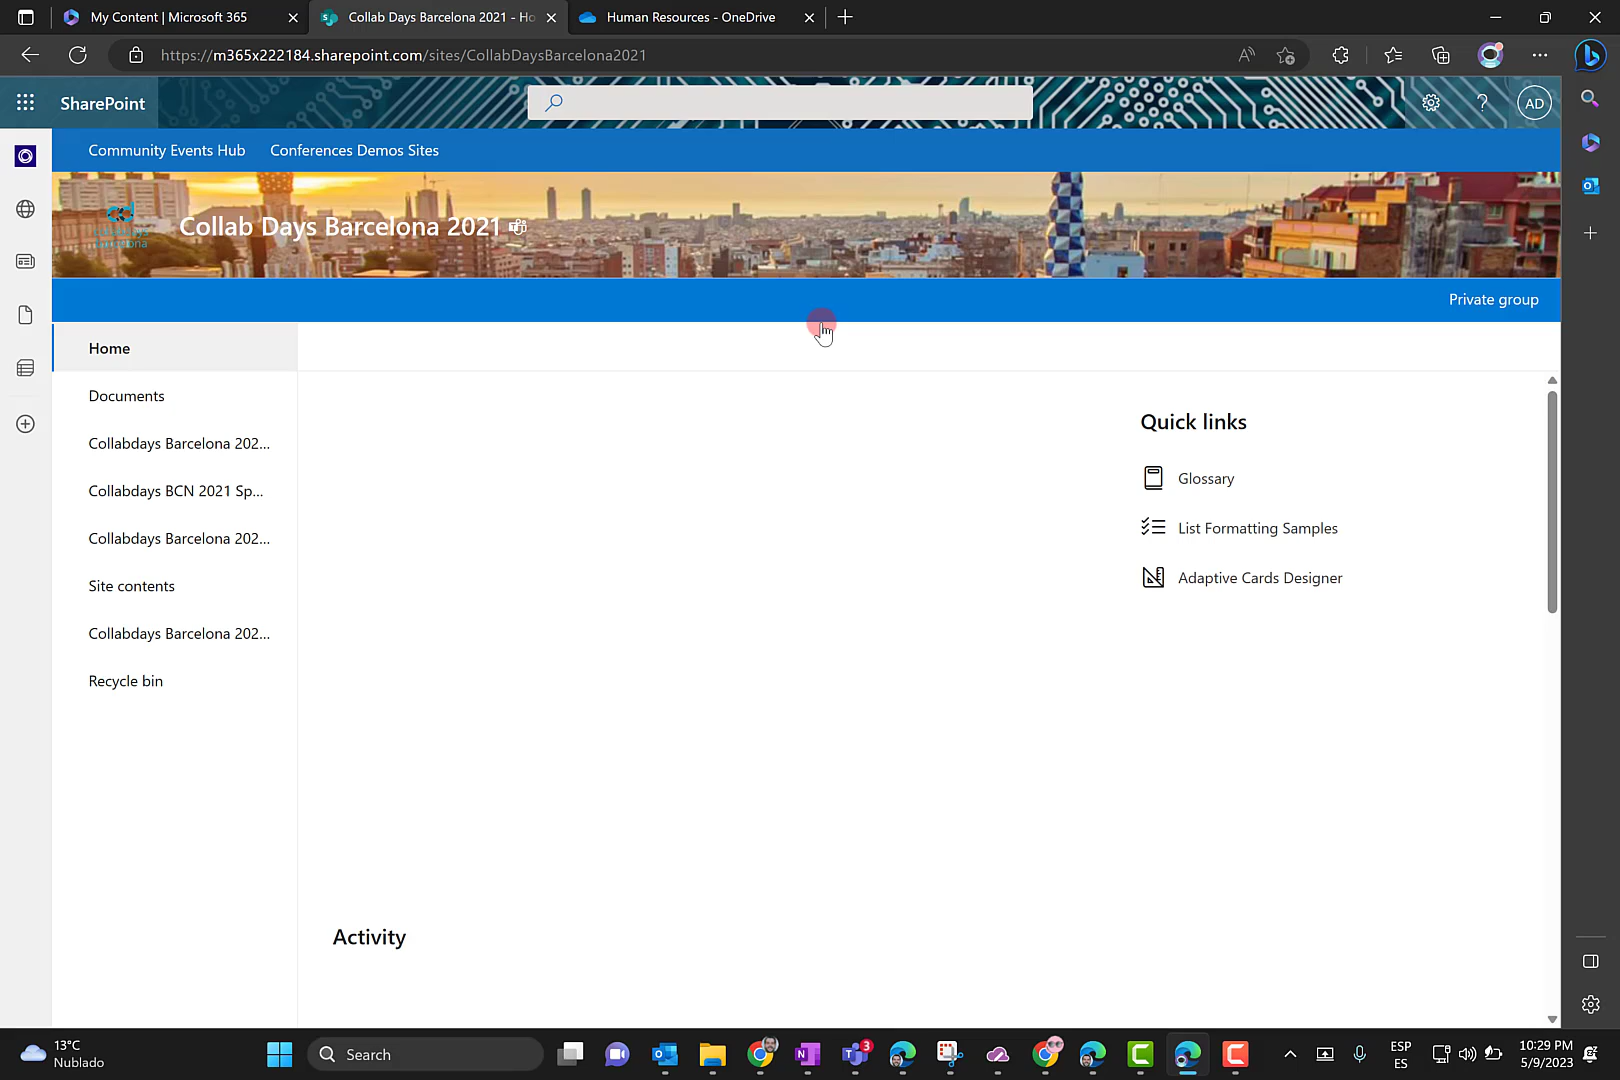 My Content | Microsoft 365
Collab Days Barcelona 2021 - Ho
Human Resources - OneDrive
https://m365x222184.sharepoint.com/sites/CollabDaysBarcelona2021
SharePoint
AD
Community Events Hub
Conferences Demos Sites
Collab Days Barcelona 2021
Private group
Home
Documents
Collabdays Barcelona 202...
Collabdays BCN 2021 Sp...
Collabdays Barcelona 202...
Site contents
Collabdays Barcelona 202...
Recycle bin
Quick links
Glossary
List Formatting Samples
Adaptive Cards Designer
Activity
13°C
Nublado
Search
3
ESP
ES
10:29 PM
5/9/2023